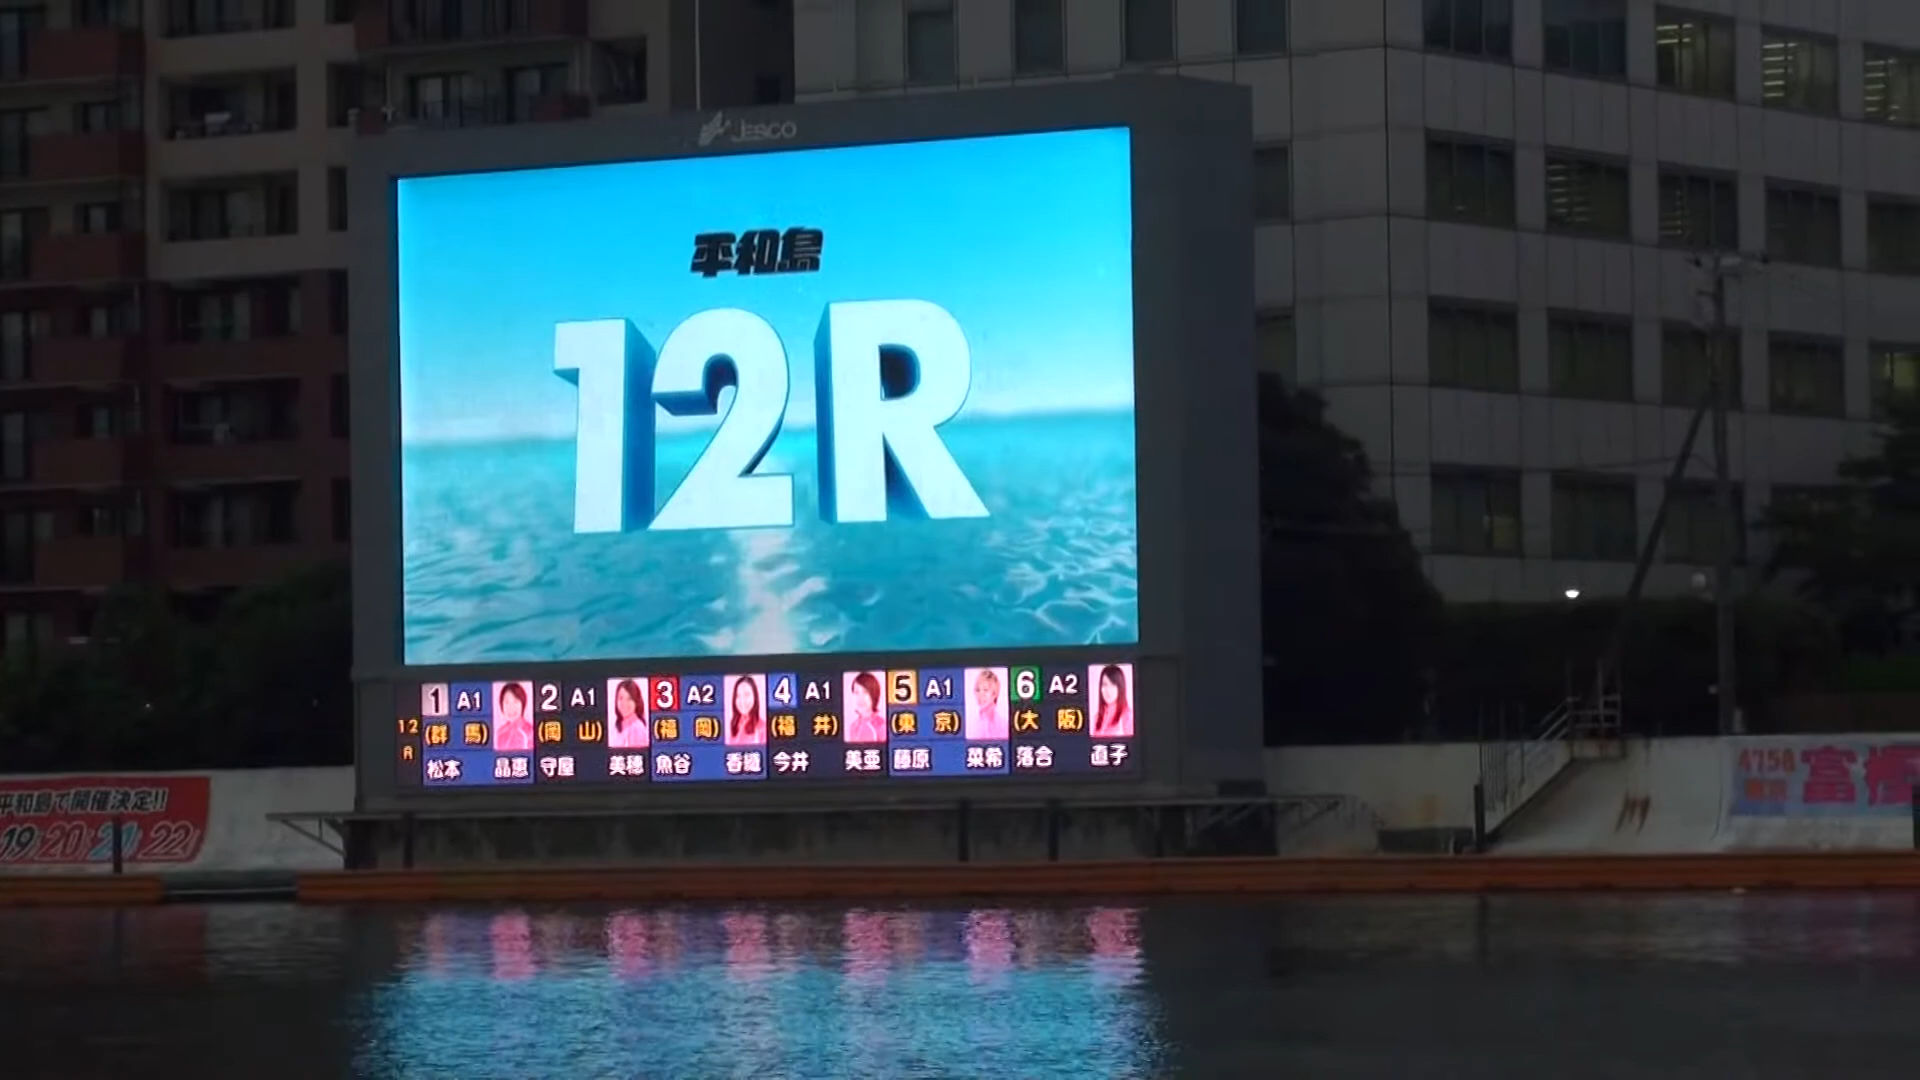 JESCO
平和島
12R
12R
1 A1 (群馬) 松本 晶恵
2 A1 (岡山) 守屋 美穂
3 A2 (福岡) 魚谷 香織
4 A1 (福井) 今井 美亜
5 A1 (東京) 藤原 菜希
6 A2 (大阪) 落合 直子
平和島で開催決定!!
19 20 21 22
4758
富樫